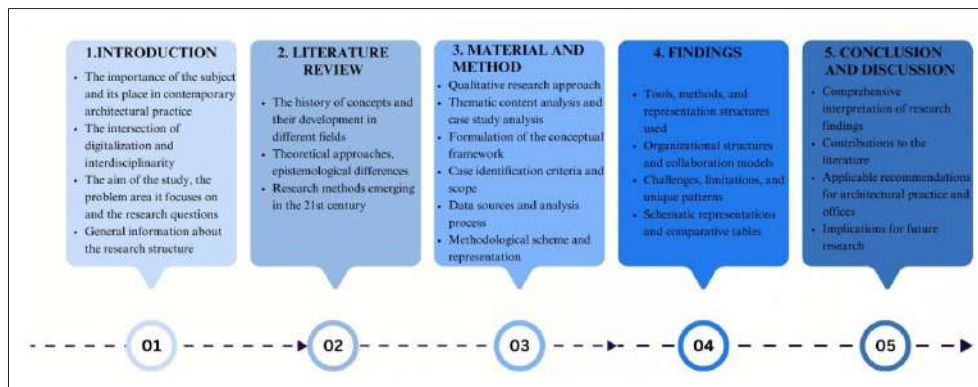 1.INTRODUCTION
• The importance of the subject
and its place in contemporary
architectural practice
• The intersection of
digitalization and
interdisciplinarity
• The aim of the study, the
problem area it focuses on
and the research questions
• General information about
the research structure
2. LITERATURE
REVIEW
• The history of concepts and
their development in
different fields
• Theoretical approaches,
epistemological differences
• Research methods emerging
in the 21st century
3. MATERIAL AND
METHOD
• Qualitative research approach
• Thematic content analysis and
case study analysis
• Formulation of the conceptual
framework
• Case identification criteria and
scope
• Data sources and analysis
process
• Methodological scheme and
representation
4. FINDINGS
• Tools, methods, and
representation structures
used
• Organizational structures
and collaboration models
• Challenges, limitations, and
unique patterns
• Schematic representations
and comparative tables
5. CONCLUSION
AND DISCUSSION
• Comprehensive
interpretation of research
findings
• Contributions to the
literature
• Applicable recommendations
for architectural practice and
offices
• Implications for future
research
01
02
03
04
05